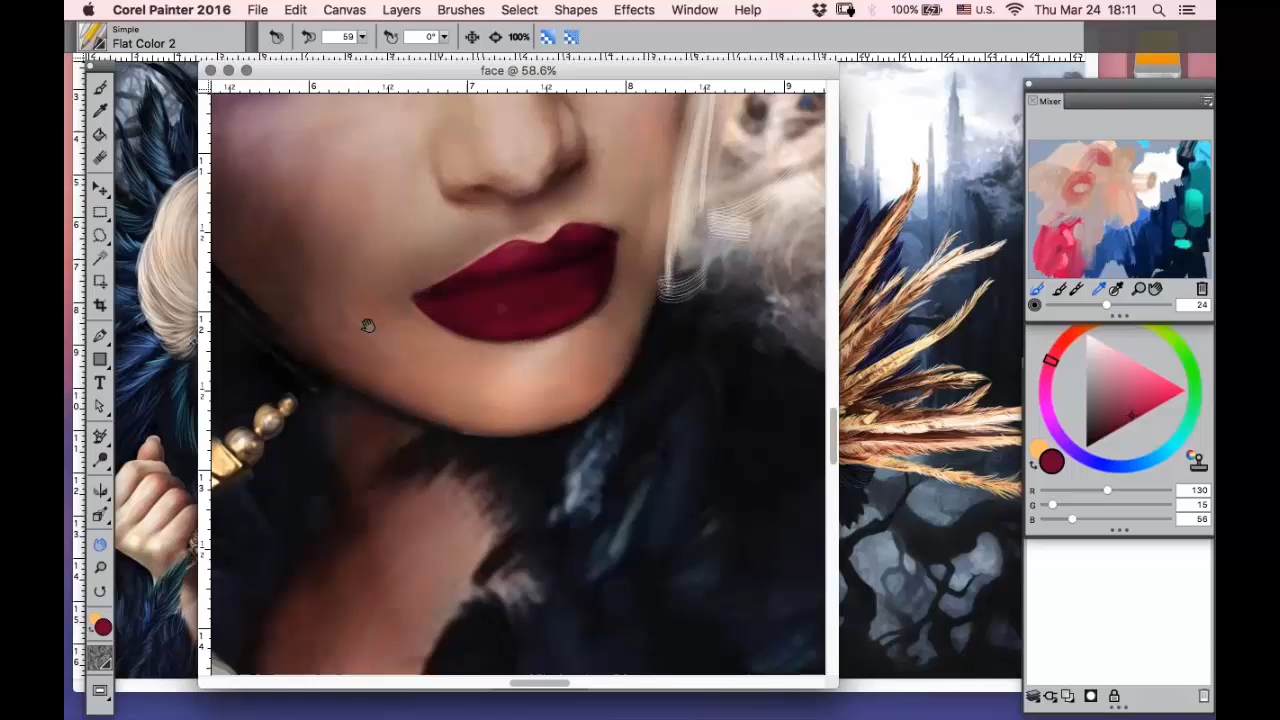 Corel Painter 2016 File Edit Canvas Layers Brushes Select Shapes Effects Window Help 100% U.S. Thu Mar 24 18:11
Simple
Flat Color 2
59 0° 100%
face @ 58.6%
6 7 8 9
Mixer
24
R 130
G 15
B 56
T